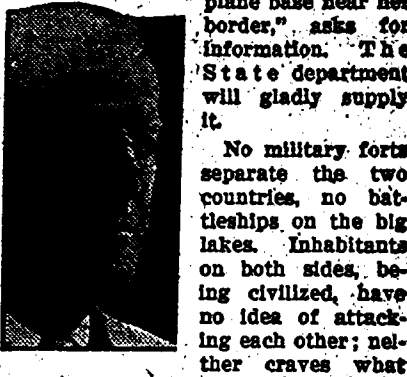 plane base near her
border," asks for
information. The
State department
will gladly supply
it.
No military forts
separate the two
countries, no bat-
tleships on the big
lakes. Inhabitants
on both sides, be-
ing civilized, have
no idea of attack-
ing each other; nei-
ther craves what